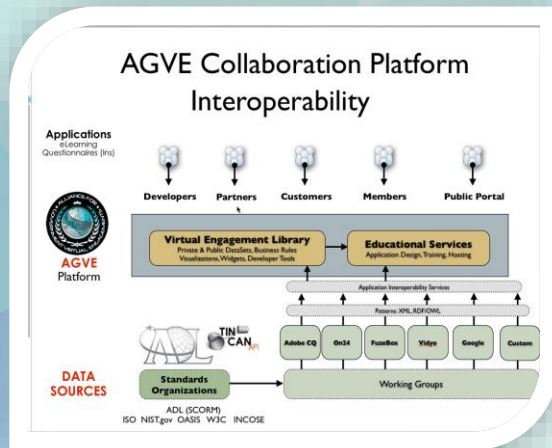 AGVE Collaboration Platform
Interoperability
Applications
eLearning
Questionnaires (Ins)
Developers
Partners
Customers
Members
Public Portal
AGVE
Platform
Virtual Engagement Library
Private & Public DataSets, Business Rules
Visualizations, Widgets, Developer Tools
Educational Services
Application Design, Training, Hosting
Application Interoperability Services
Patterns: XML, RDF/OWL
ADL
TIN
CAN
API
Adobe CQ
On24
FuzeBox
Vidyo
Google
Custom
DATA
SOURCES
Standards
Organizations
Working Groups
ADL (SCORM)
ISO NIST.gov OASIS W3C INCOSE